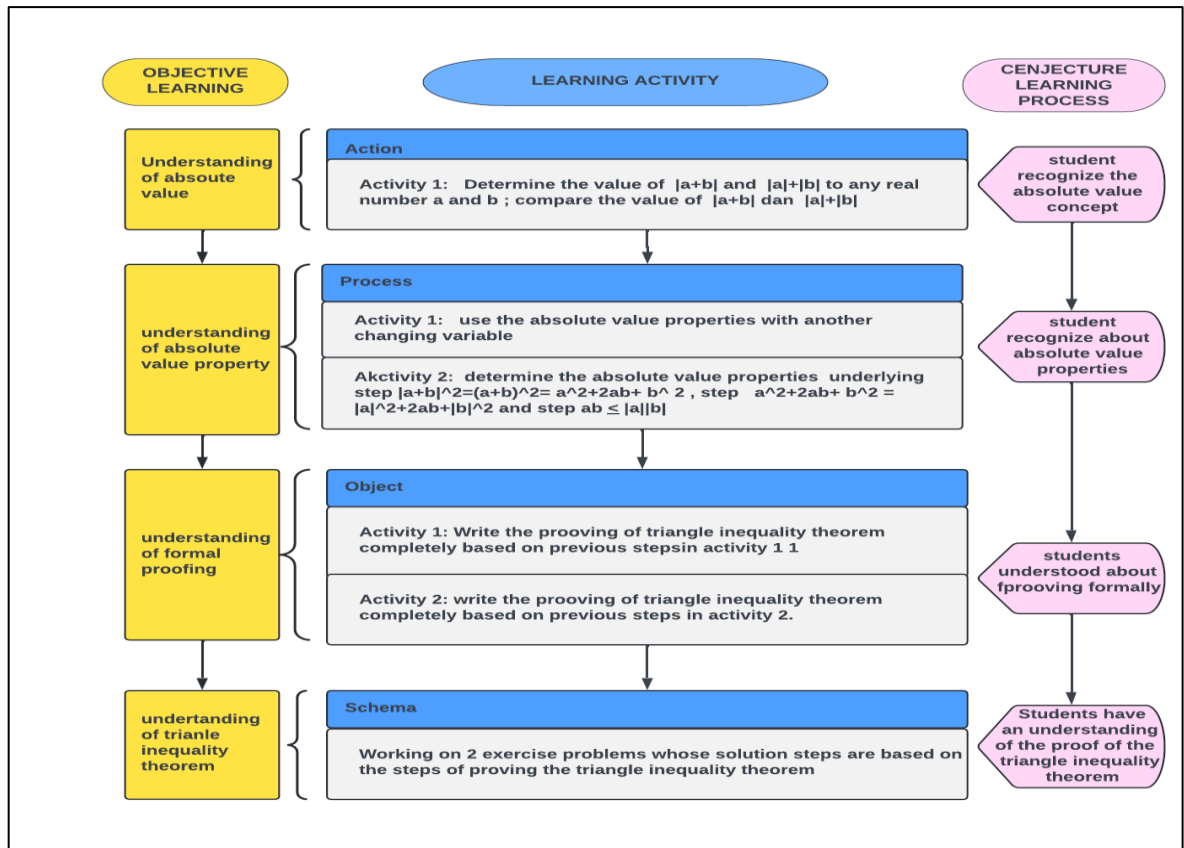 OBJECTIVE
LEARNING
LEARNING ACTIVITY
CENJECTURE
LEARNING
PROCESS
Understanding
of absoute
value
Action
Activity 1:   Determine the value of  |a+b| and  |a|+|b| to any real
number a and b ; compare the value of  |a+b| dan  |a|+|b|
student
recognize the
absolute value
concept
understanding
of absolute
value property
Process
Activity 1:   use the absolute value properties with another
changing variable
Akctivity 2:  determine the absolute value properties  underlying
step |a+b|^2=(a+b)^2= a^2+2ab+ b^ 2 , step   a^2+2ab+ b^2 =
|a|^2+2ab+|b|^2 and step ab ≤ |a||b|
student
recognize about
absolute value
properties
understanding
of formal
proofing
Object
Activity 1: Write the prooving of triangle inequality theorem
completely based on previous stepsin activity 1 1
Activity 2: write the prooving of triangle inequality theorem
completely based on previous steps in activity 2.
students
understood about
fprooving formally
undertanding
of trianle
inequality
theorem
Schema
Working on 2 exercise problems whose solution steps are based on
the steps of proving the triangle inequality theorem
Students have
an understanding
of the proof of the
triangle inequality
theorem